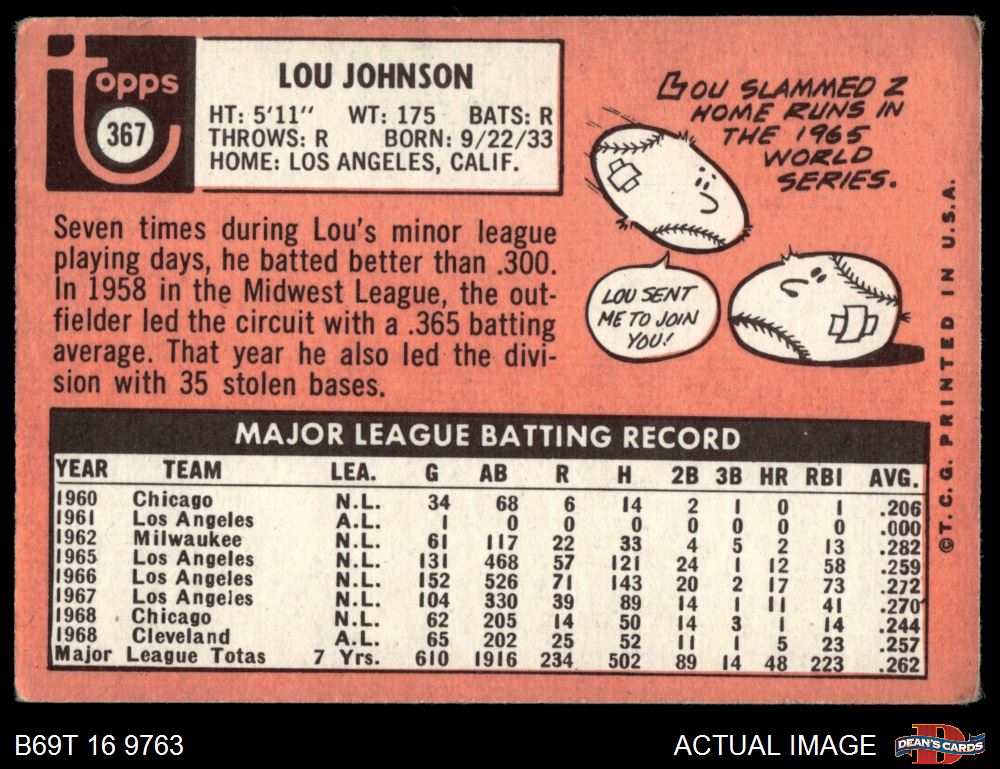 Topps
367
LOU JOHNSON
HT: 5'11" WT: 175 BATS: R
THROWS: R BORN: 9/22/33
HOME: LOS ANGELES, CALIF.
Seven times during Lou's minor league
playing days, he batted better than .300.
In 1958 in the Midwest League, the out-
fielder led the circuit with a .365 batting
average. That year he also led the divi-
sion with 35 stolen bases.
LOU SLAMMED 2
HOME RUNS IN
THE 1965
WORLD
SERIES.
LOU SENT
ME TO JOIN
YOU!
MAJOR LEAGUE BATTING RECORD
YEAR TEAM LEA. G AB R H 2B 3B HR RBI AVG.
1960 Chicago N.L. 34 68 6 14 2 1 0 1 .206
1961 Los Angeles A.L. 1 0 0 0 0 0 0 0 .000
1962 Milwaukee N.L. 61 117 22 33 4 5 2 13 .282
1965 Los Angeles N.L. 131 468 57 121 24 1 12 58 .259
1966 Los Angeles N.L. 152 526 71 143 20 2 17 73 .272
1967 Los Angeles N.L. 104 330 39 89 14 1 11 41 .270
1968 Chicago N.L. 62 205 14 50 14 3 1 14 .244
1968 Cleveland A.L. 65 202 25 52 11 1 5 23 .257
Major League Totas 7 Yrs. 610 1916 234 502 89 14 48 223 .262
©T.C.G. PRINTED IN U.S.A.
B69T 16 9763
ACTUAL IMAGE
D
DEAN'S CARDS